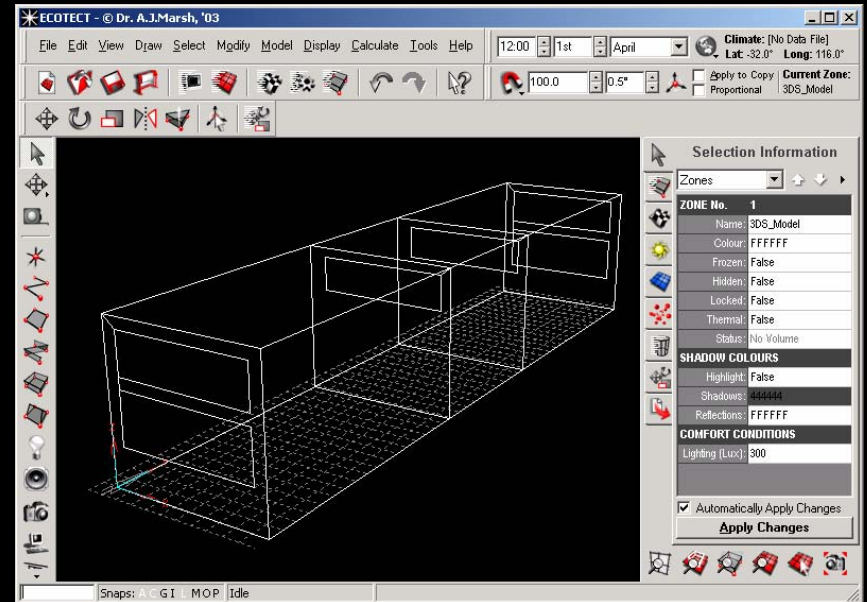 ECOTECT - © Dr. A.J.Marsh, '03
File Edit View Draw Select Modify Model Display Calculate Tools Help
12:00 1st April
Climate: [No Data File]
Lat: -32.0° Long: 116.0°
100.0 0.5"
Apply to Copy
Proportional
Current Zone:
3DS_Model
Selection Information
Zones
ZONE No. 1
Name: 3DS_Model
Colour: FFFFFF
Frozen: False
Hidden: False
Locked: False
Thermal: False
Status: No Volume
SHADOW COLOURS
Highlight: False
Shadows: 444444
Reflections: FFFFFF
COMFORT CONDITIONS
Lighting (Lux): 300
Automatically Apply Changes
Apply Changes
Snaps: A C G I L M O P Idle